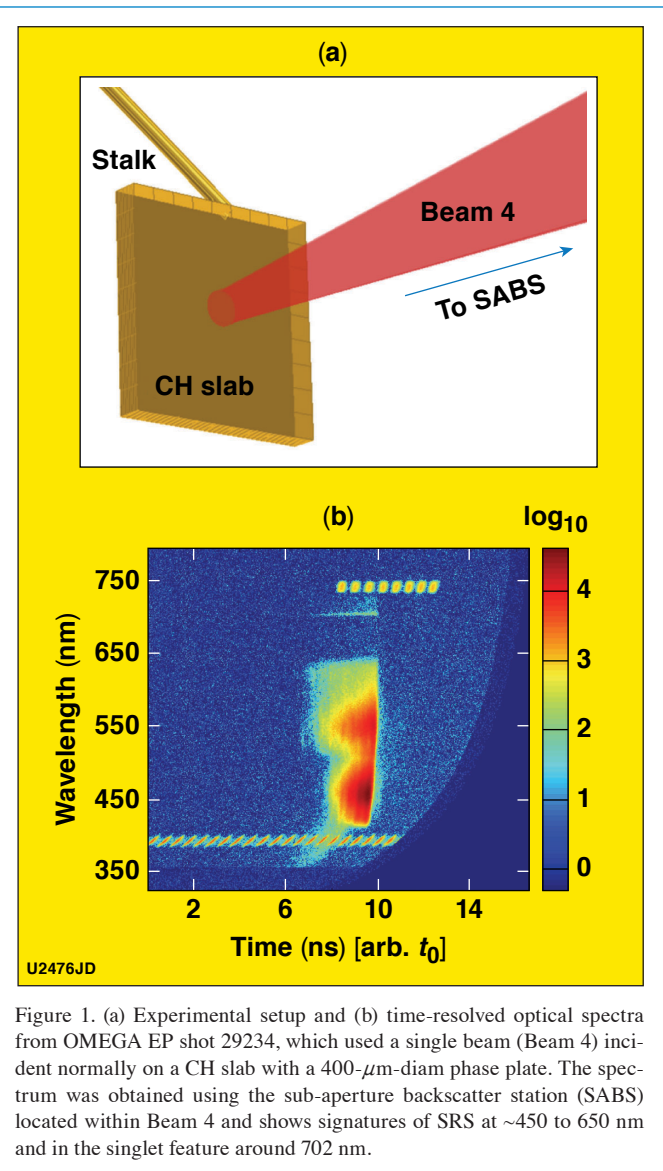 (a)
Stalk
Beam 4
To SABS
CH slab
(b)
log10
750
650
550
450
350
Wavelength (nm)
4
3
2
1
0
2
6
10
14
Time (ns) [arb. t0]
U2476JD
Figure 1. (a) Experimental setup and (b) time-resolved optical spectra
from OMEGA EP shot 29234, which used a single beam (Beam 4) inci-
dent normally on a CH slab with a 400-μm-diam phase plate. The spec-
trum was obtained using the sub-aperture backscatter station (SABS)
located within Beam 4 and shows signatures of SRS at ~450 to 650 nm
and in the singlet feature around 702 nm.